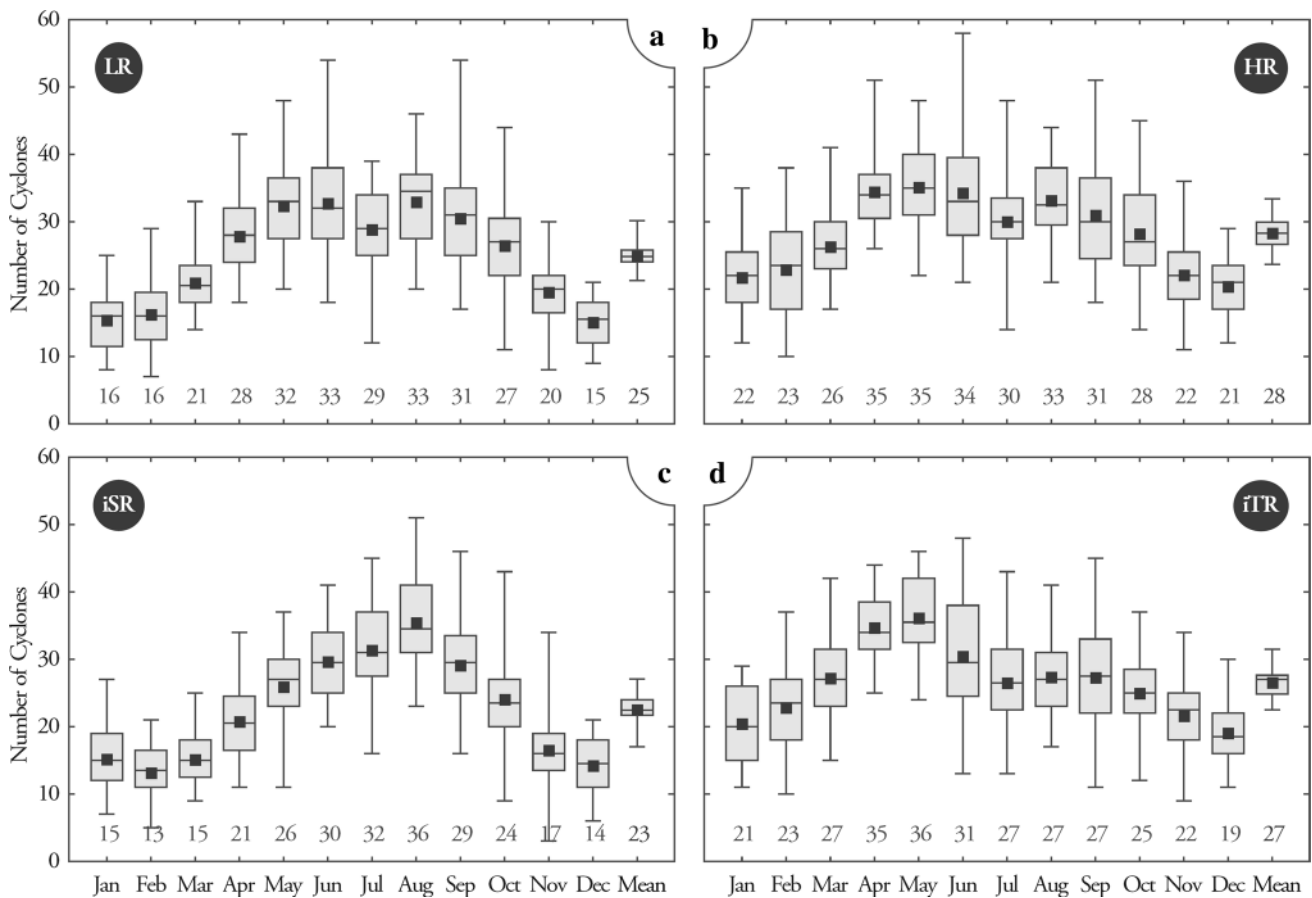 60
50
40
30
20
10
0
Number of Cyclones
LR
a
16 16 21 28 32 33 29 33 31 27 20 15 25
b
HR
22 23 26 35 35 34 30 33 31 28 22 21 28
60
50
40
30
20
10
0
Number of Cyclones
iSR
c
15 13 15 21 26 30 32 36 29 24 17 14 23
d
iTR
21 23 27 35 36 31 27 27 27 25 22 19 27
Jan Feb Mar Apr May Jun Jul Aug Sep Oct Nov Dec Mean
Jan Feb Mar Apr May Jun Jul Aug Sep Oct Nov Dec Mean